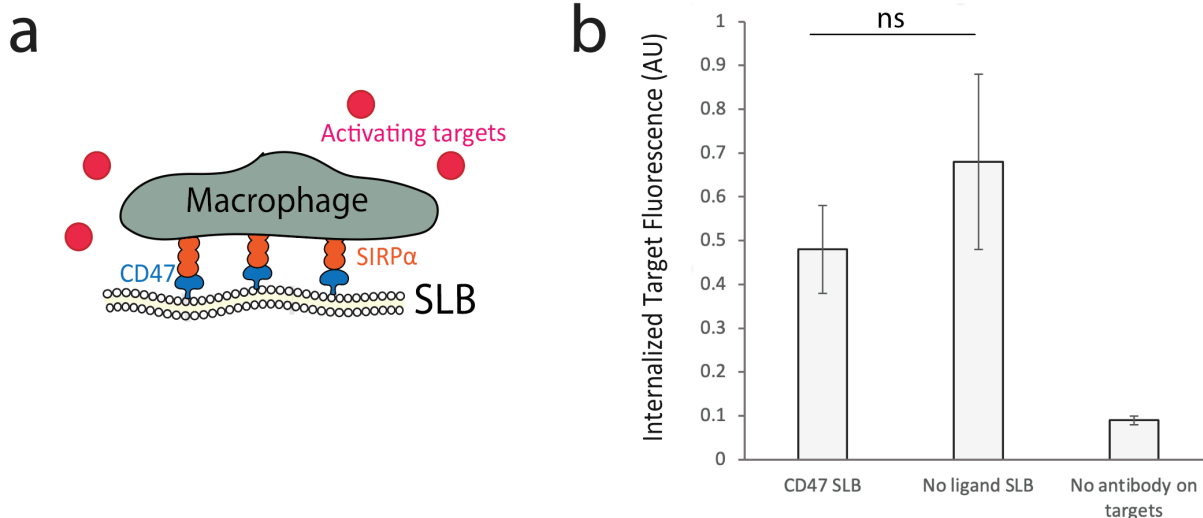 a
Activating targets
Macrophage
CD47
SIRPα
SLB
b
Internalized Target Fluorescence (AU)
ns
1
0.9
0.8
0.7
0.6
0.5
0.4
0.3
0.2
0.1
0
CD47 SLB
No ligand SLB
No antibody on
targets